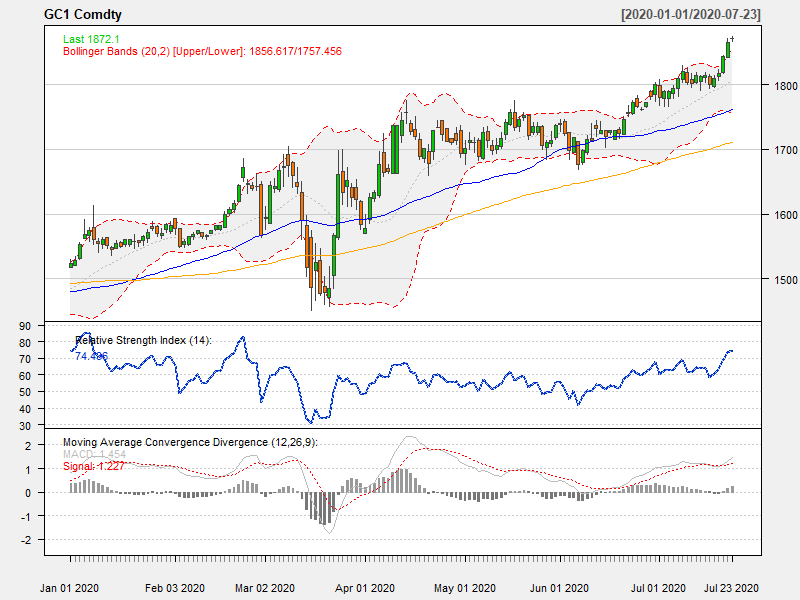 GC1 Comdty [2020-01-01/2020-07-23]
Last 1872.1
Bollinger Bands (20,2) [Upper/Lower]: 1856.617/1757.456
1800
1700
1600
1500
Relative Strength Index (14):
74.496
90
80
70
60
50
40
30
Moving Average Convergence Divergence (12,26,9):
MACD: 1.454
Signal: 1.227
2
1
0
-1
-2
Jan 01 2020 Feb 03 2020 Mar 02 2020 Apr 01 2020 May 01 2020 Jun 01 2020 Jul 01 2020 Jul 23 2020